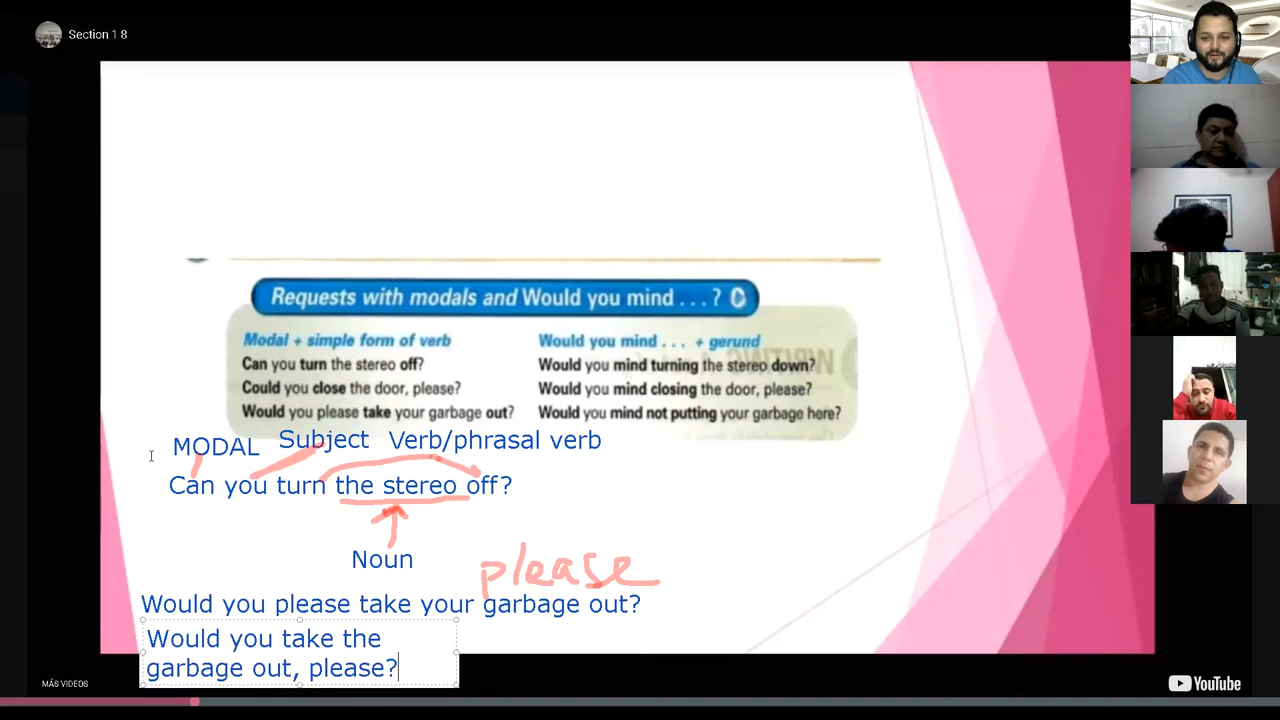 Section 1 8
Requests with modals and Would you mind . . . ?
Modal + simple form of verb
Can you turn the stereo off?
Could you close the door, please?
Would you please take your garbage out?
Would you mind . . . + gerund
Would you mind turning the stereo down?
Would you mind closing the door, please?
Would you mind not putting your garbage here?
MODAL Subject Verb/phrasal verb
Can you turn the stereo off?
Noun
please
Would you please take your garbage out?
Would you take the
garbage out, please?
MÁS VIDEOS
YouTube